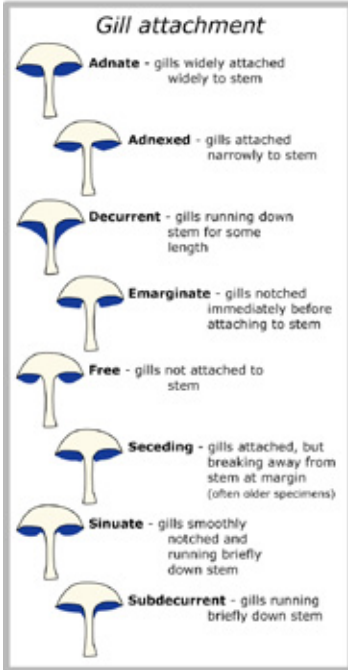 Gill attachment
Adnate - gills widely attached
widely to stem
Adnexed - gills attached
narrowly to stem
Decurrent - gills running down
stem for some
length
Emarginate - gills notched
immediately before
attaching to stem
Free - gills not attached to
stem
Seceding - gills attached, but
breaking away from
stem at margin
(often older specimens)
Sinuate - gills smoothly
notched and
running briefly
down stem
Subdecurrent - gills running
briefly down stem